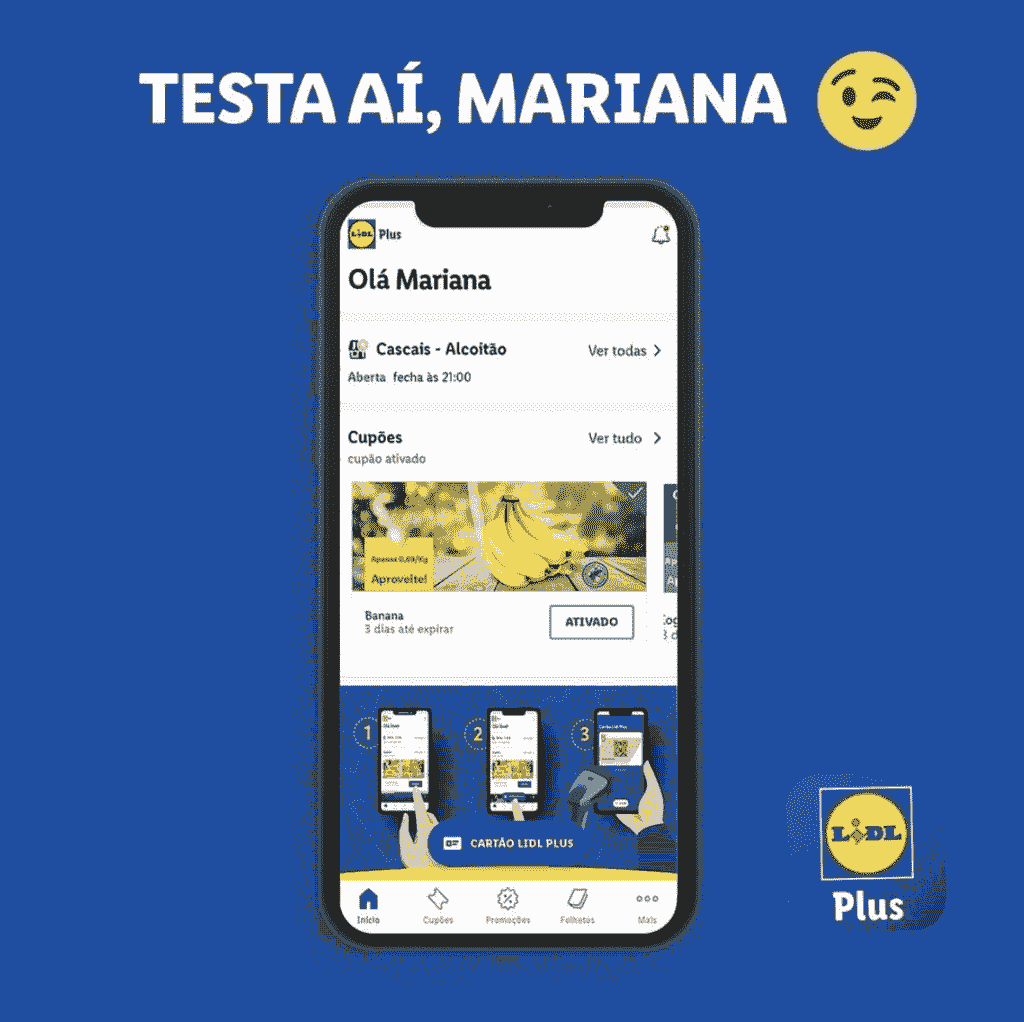 TESTA AÍ, MARIANA
LIDL Plus
Olá Mariana
Cascais - Alcoitão
Ver todas
Aberta fecha às 21:00
Cupões
Ver tudo
cupão ativado
Aproveite!
Banana
3 dias até expirar
ATIVADO
1
2
3
CARTÃO LIDL PLUS
Início
Cupões
Promoções
Folhetos
Mais
LIDL
Plus